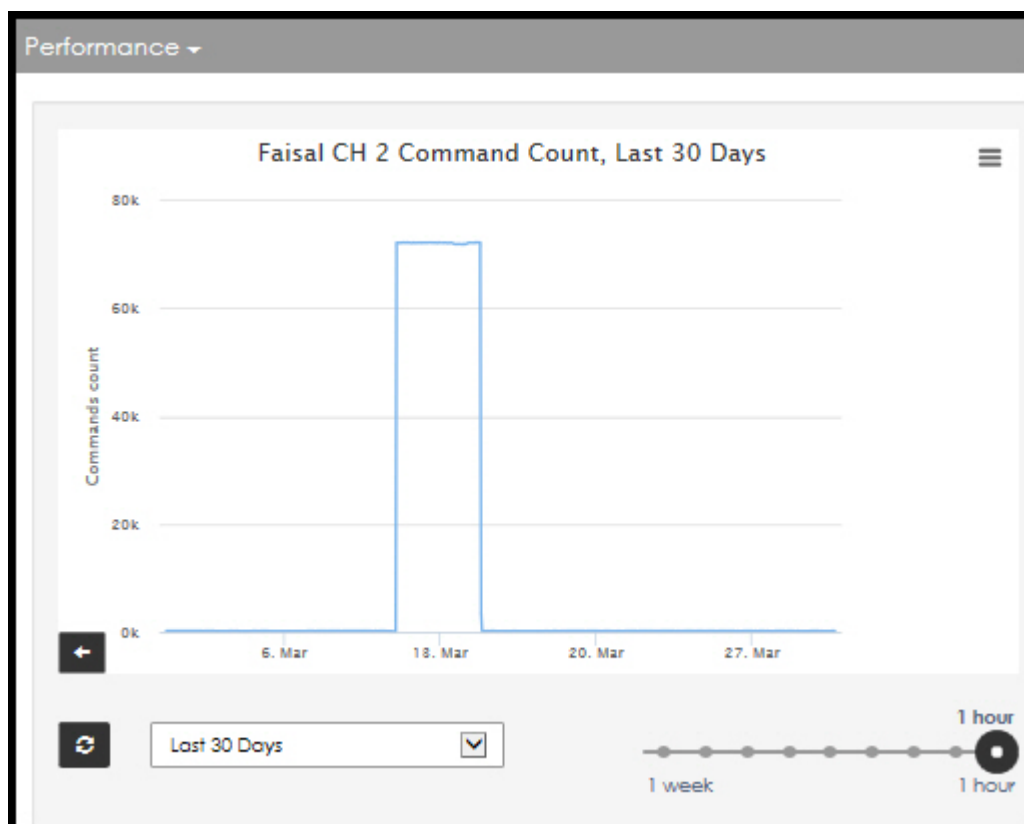 Performance
Faisal CH 2 Command Count, Last 30 Days
80k
60k
40k
20k
0k
Commands count
6. Mar
18. Mar
20. Mar
27. Mar
Last 30 Days
1 hour
1 week
1 hour